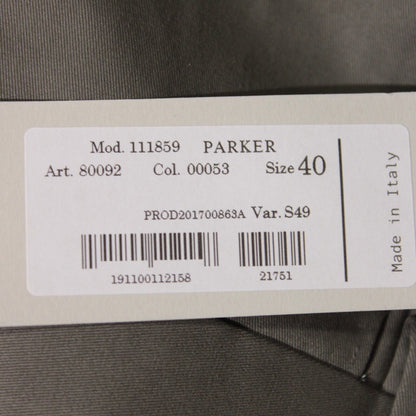 Mod. 111859 PARKER
Art. 80092 Col. 00053 Size 40
PROD201700863A Var. S49
191100112158 21751
Made in Italy